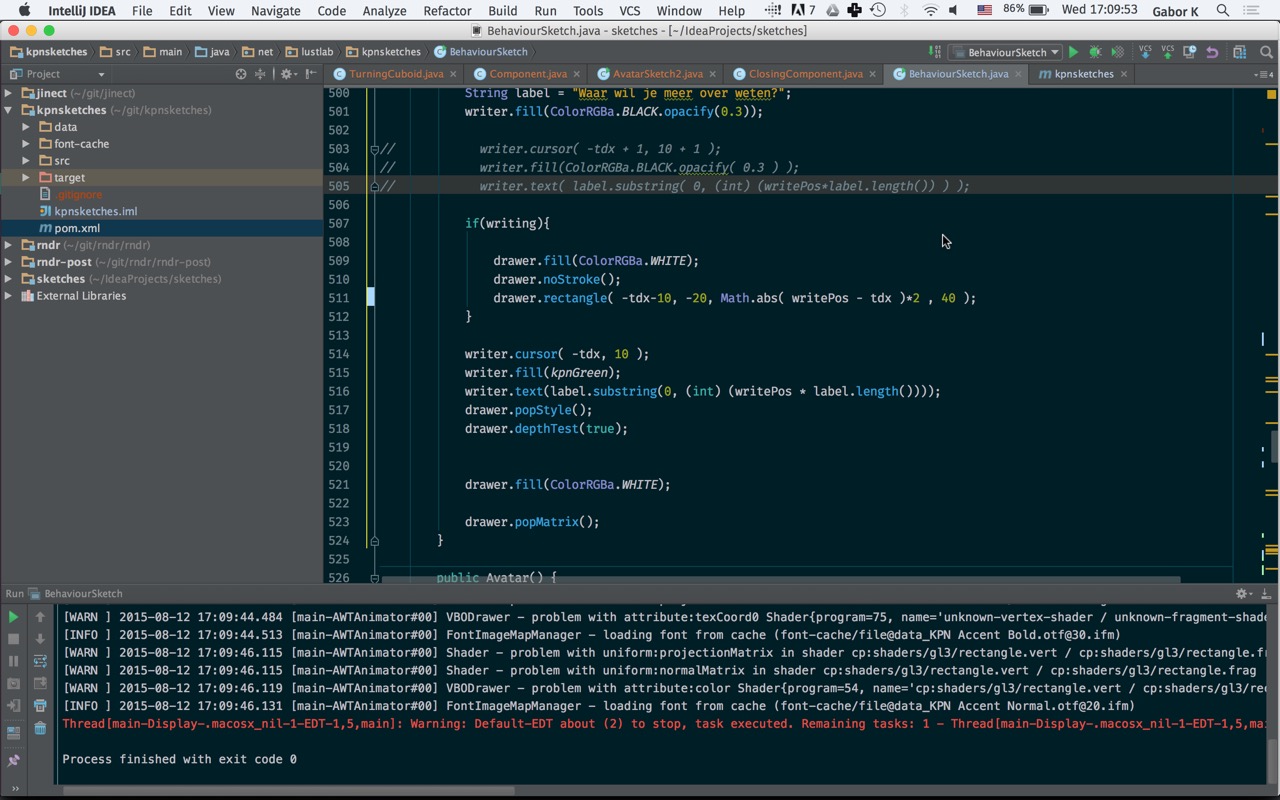 IntelliJ IDEA File Edit View Navigate Code Analyze Refactor Build Run Tools VCS Window Help 7 86% Wed 17:09:53 Gabor K
BehaviourSketch.java - sketches - [~/IdeaProjects/sketches]
kpnsketches src main java net lustlab kpnsketches BehaviourSketch BehaviourSketch VCS VCS
Project TurningCuboid.java Component.java AvatarSketch2.java ClosingComponent.java BehaviourSketch.java kpnsketches 4
jinect (~/git/jinect)
kpnsketches (~/git/kpnsketches)
data
font-cache
src
target
.gitignore
kpnsketches.iml
pom.xml
rndr (~/git/rndr/rndr)
rndr-post (~/git/rndr/rndr-post)
sketches (~/IdeaProjects/sketches)
External Libraries
500 String label = "Waar wil je meer over weten?";
501 writer.fill(ColorRGBa.BLACK.opacify(0.3));
502
503 // writer.cursor( -tdx + 1, 10 + 1 );
504 // writer.fill(ColorRGBa.BLACK.opacify( 0.3 ) );
505 // writer.text( label.substring( 0, (int) (writePos*label.length()) ) );
506
507 if(writing){
508
509 drawer.fill(ColorRGBa.WHITE);
510 drawer.noStroke();
511 drawer.rectangle( -tdx-10, -20, Math.abs( writePos - tdx )*2 , 40 );
512 }
513
514 writer.cursor( -tdx, 10 );
515 writer.fill(kpnGreen);
516 writer.text(label.substring(0, (int) (writePos * label.length())));
517 drawer.popStyle();
518 drawer.depthTest(true);
519
520
521 drawer.fill(ColorRGBa.WHITE);
522
523 drawer.popMatrix();
524 }
525
526 public Avatar() {
Run BehaviourSketch
[WARN ] 2015-08-12 17:09:44.484 [main-AWTAnimator#00] VBODrawer - problem with attribute:texCoord0 Shader{program=75, name='unknown-vertex-shader / unknown-fragment-shade
[INFO ] 2015-08-12 17:09:44.513 [main-AWTAnimator#00] FontImageMapManager - loading font from cache (font-cache/file@data_KPN Accent Bold.otf@30.ifm)
[WARN ] 2015-08-12 17:09:46.115 [main-AWTAnimator#00] Shader - problem with uniform:projectionMatrix in shader cp:shaders/gl3/rectangle.vert / cp:shaders/gl3/rectangle.fr
[WARN ] 2015-08-12 17:09:46.115 [main-AWTAnimator#00] Shader - problem with uniform:normalMatrix in shader cp:shaders/gl3/rectangle.vert / cp:shaders/gl3/rectangle.frag
[WARN ] 2015-08-12 17:09:46.119 [main-AWTAnimator#00] VBODrawer - problem with attribute:color Shader{program=54, name='cp:shaders/gl3/rectangle.vert / cp:shaders/gl3/rec
[INFO ] 2015-08-12 17:09:46.131 [main-AWTAnimator#00] FontImageMapManager - loading font from cache (font-cache/file@data_KPN Accent Normal.otf@20.ifm)
Thread[main-Display-.macosx_nil-1-EDT-1,5,main]: Warning: Default-EDT about (2) to stop, task executed. Remaining tasks: 1 - Thread[main-Display-.macosx_nil-1-EDT-1,5,ma
Process finished with exit code 0